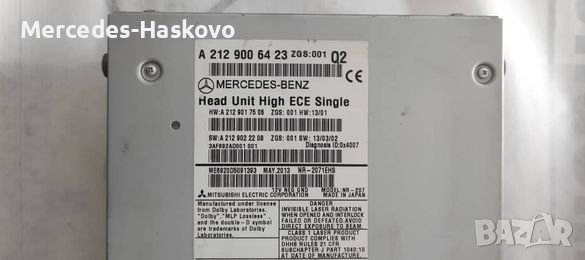 Mercedes-Haskovo
A 212 900 64 23 ZGS:001 Q2
MERCEDES-BENZ
CE
Head Unit High ECE Single
HW:A 212 901 75 06 ZGS: 001 HW:13/01
SW:A 212 902 22 08 ZGS: 001 SW: 13/03/02
3AF692AD001 001 Diagnosis ID:0x4007
ME6920D5091393 MAY.2013 NR-2071EHS
12V NEG GND MODEL:NR-207
MITSUBISHI ELECTRIC CORPORATION MADE IN JAPAN
Manufactured under license
from Dolby Laboratories.
"Dolby", "MLP Lossless",
and the double-D symbol
are trademarks of Dolby
Laboratories.
DANGER
INVISIBLE LASER RADIATION
WHEN OPENED AND INTERLOCK
FAILED OR DEFEATED.AVOID
DIRECT EXPOSURE TO BEAM.
CLASS 1 LASER PRODUCT
THIS PRODUCT COMPLIES WITH
DHHS RULES 21 CFR
SUBCHAPTER J PART 1040:10
AT DATE OF MANUFACTURE
BAZAR